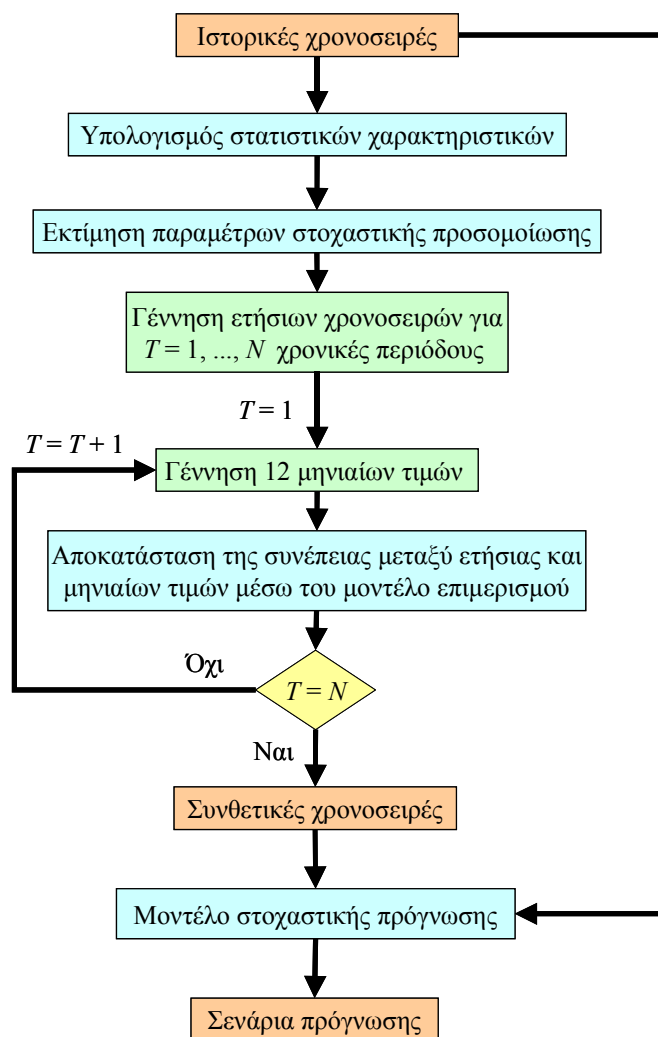 Ιστορικές χρονοσειρές
Υπολογισμός στατιστικών χαρακτηριστικών
Εκτίμηση παραμέτρων στοχαστικής προσομοίωσης
Γέννηση ετήσιων χρονοσειρών για
T = 1, ..., N χρονικές περιόδους
T = 1
T = T + 1
Γέννηση 12 μηνιαίων τιμών
Αποκατάσταση της συνέπειας μεταξύ ετήσιας και
μηνιαίων τιμών μέσω του μοντέλο επιμερισμού
Όχι
T = N
Ναι
Συνθετικές χρονοσειρές
Μοντέλο στοχαστικής πρόγνωσης
Σενάρια πρόγνωσης